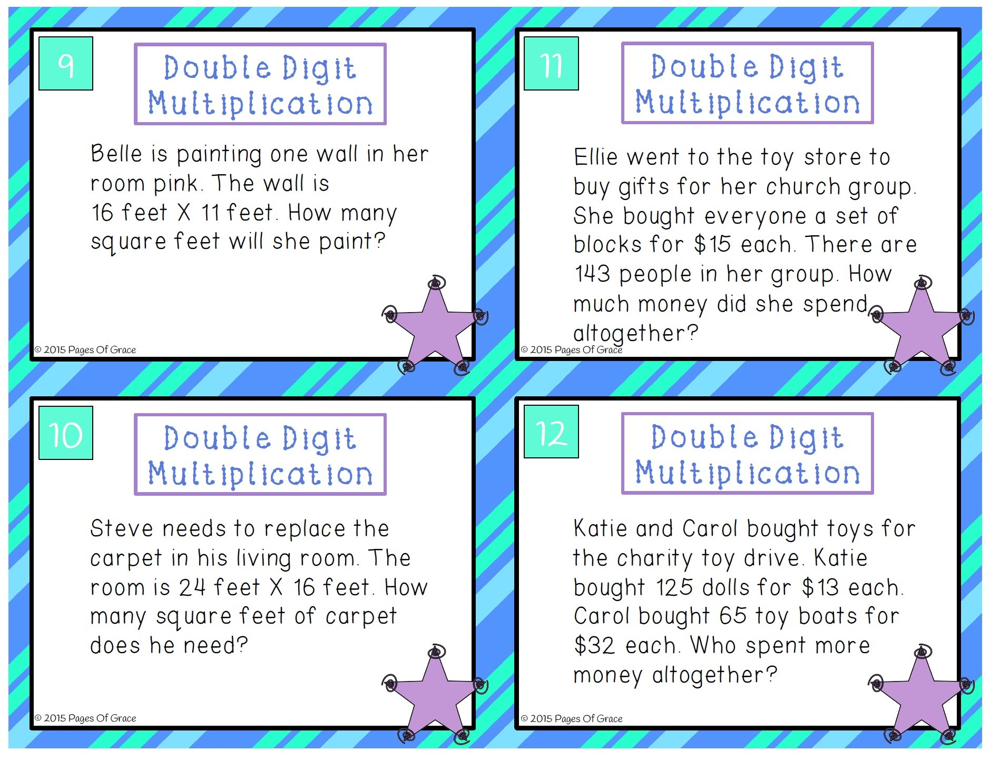 9
Double Digit
Multiplication
Belle is painting one wall in her
room pink. The wall is
16 feet X 11 feet. How many
square feet will she paint?
© 2015 Pages Of Grace
11
Double Digit
Multiplication
Ellie went to the toy store to
buy gifts for her church group.
She bought everyone a set of
blocks for $15 each. There are
143 people in her group. How
much money did she spend
altogether?
© 2015 Pages Of Grace
10
Double Digit
Multiplication
Steve needs to replace the
carpet in his living room. The
room is 24 feet X 16 feet. How
many square feet of carpet
does he need?
© 2015 Pages Of Grace
12
Double Digit
Multiplication
Katie and Carol bought toys for
the charity toy drive. Katie
bought 125 dolls for $13 each.
Carol bought 65 toy boats for
$32 each. Who spent more
money altogether?
© 2015 Pages Of Grace